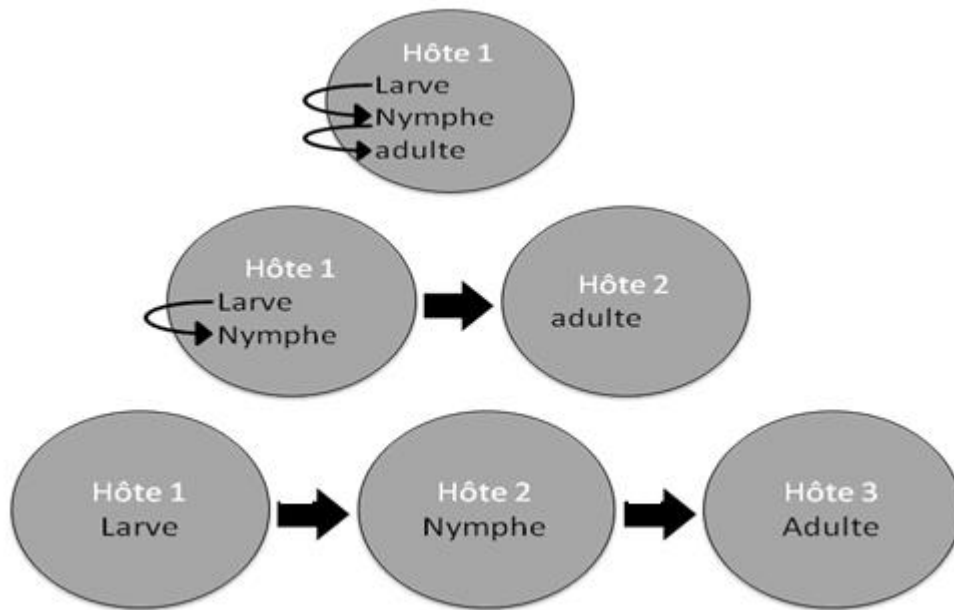 Hôte 1
Larve
Nymphe
adulte
Hôte 1
Larve
Nymphe
Hôte 2
adulte
Hôte 1
Larve
Hôte 2
Nymphe
Hôte 3
Adulte